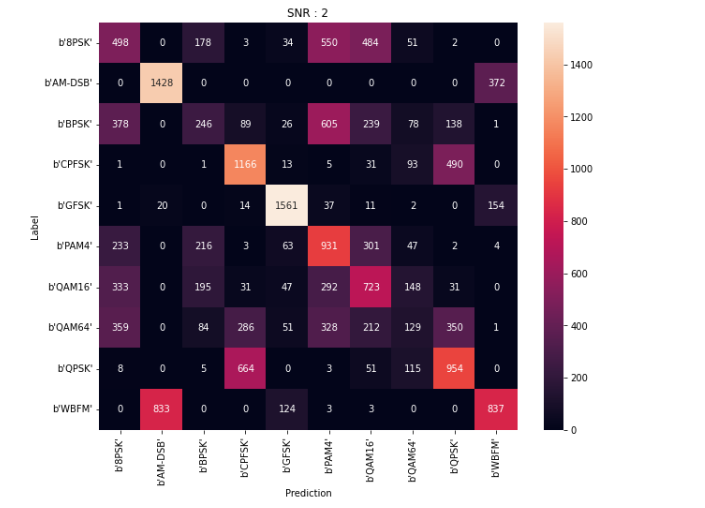 SNR : 2
b'8PSK' 498 0 178 3 34 550 484 51 2 0
b'AM-DSB' 0 1428 0 0 0 0 0 0 0 372
b'BPSK' 378 0 246 89 26 605 239 78 138 1
b'CPFSK' 1 0 1 1166 13 5 31 93 490 0
b'GFSK' 1 20 0 14 1561 37 11 2 0 154
b'PAM4' 233 0 216 3 63 931 301 47 2 4
b'QAM16' 333 0 195 31 47 292 723 148 31 0
b'QAM64' 359 0 84 286 51 328 212 129 350 1
b'QPSK' 8 0 5 664 0 3 51 115 954 0
b'WBFM' 0 833 0 0 124 3 3 0 0 837
Label
b'8PSK' b'AM-DSB' b'BPSK' b'CPFSK' b'GFSK' b'PAM4' b'QAM16' b'QAM64' b'QPSK' b'WBFM'
Prediction
1400
1200
1000
800
600
400
200
0